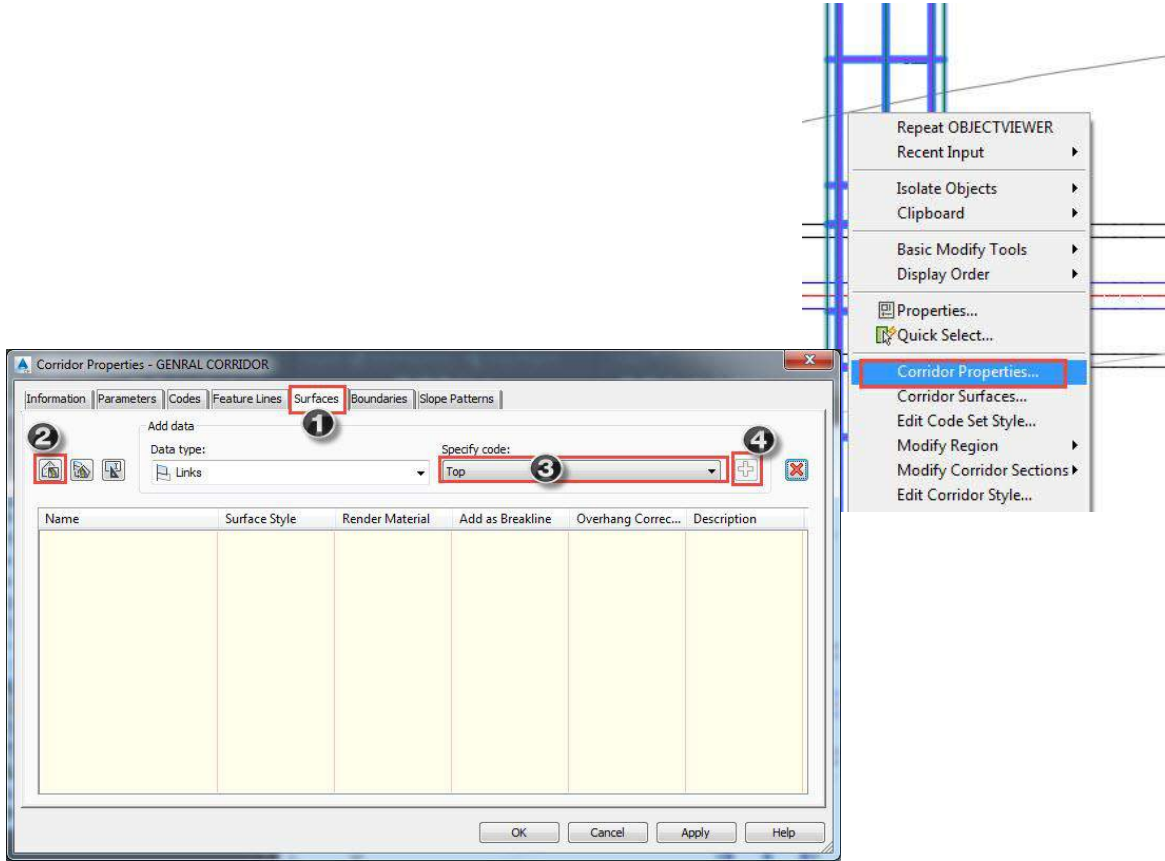 Repeat OBJECTVIEWER
Recent Input
Isolate Objects
Clipboard
Basic Modify Tools
Display Order
Properties...
Quick Select...
Corridor Properties...
Corridor Surfaces...
Edit Code Set Style...
Modify Region
Modify Corridor Sections
Edit Corridor Style...
Corridor Properties - GENRAL CORRIDOR
Information Parameters Codes Feature Lines Surfaces Boundaries Slope Patterns
1
2
Add data
4
Data type:
Specify code:
Links
Top
3
Name Surface Style Render Material Add as Breakline Overhang Correc... Description
OK Cancel Apply Help